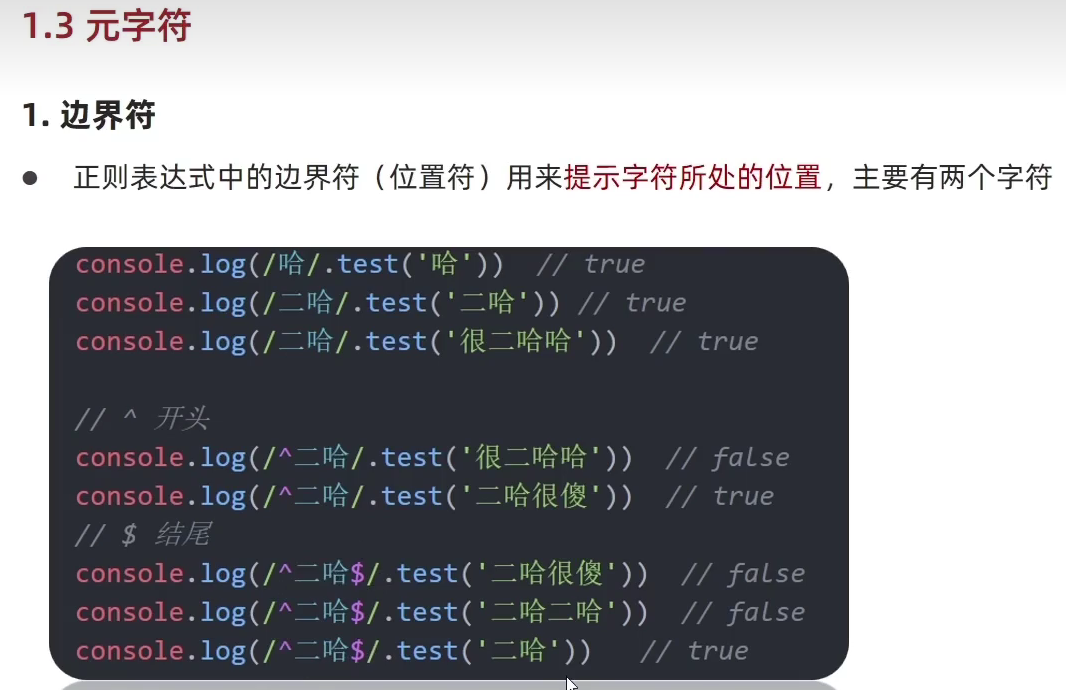 1.3 元字符
1. 边界符
● 正则表达式中的边界符（位置符）用来提示字符所处的位置，主要有两个字符
console.log(/哈/.test('哈'))  // true
console.log(/二哈/.test('二哈')) // true
console.log(/二哈/.test('很二哈哈'))  // true
// ^ 开头
console.log(/^二哈/.test('很二哈哈'))  // false
console.log(/^二哈/.test('二哈很傻'))  // true
// $ 结尾
console.log(/^二哈$/.test('二哈很傻'))  // false
console.log(/^二哈$/.test('二哈二哈'))  // false
console.log(/^二哈$/.test('二哈'))   // true